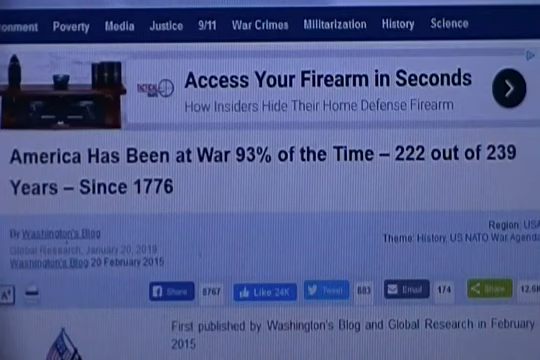 onment Poverty Media Justice 9/11 War Crimes Militarization History Science
Access Your Firearm in Seconds
How Insiders Hide Their Home Defense Firearm
America Has Been at War 93% of the Time – 222 out of 239
Years – Since 1776
By Washington's Blog
Region: USA
Global Research, January 20, 2019
Theme: History, US NATO War Agenda
Washington's Blog 20 February 2015
A+ Share 6767 Like 24K Tweet 683 Email 174 Share 12.6K
First published by Washington's Blog and Global Research in February
2015